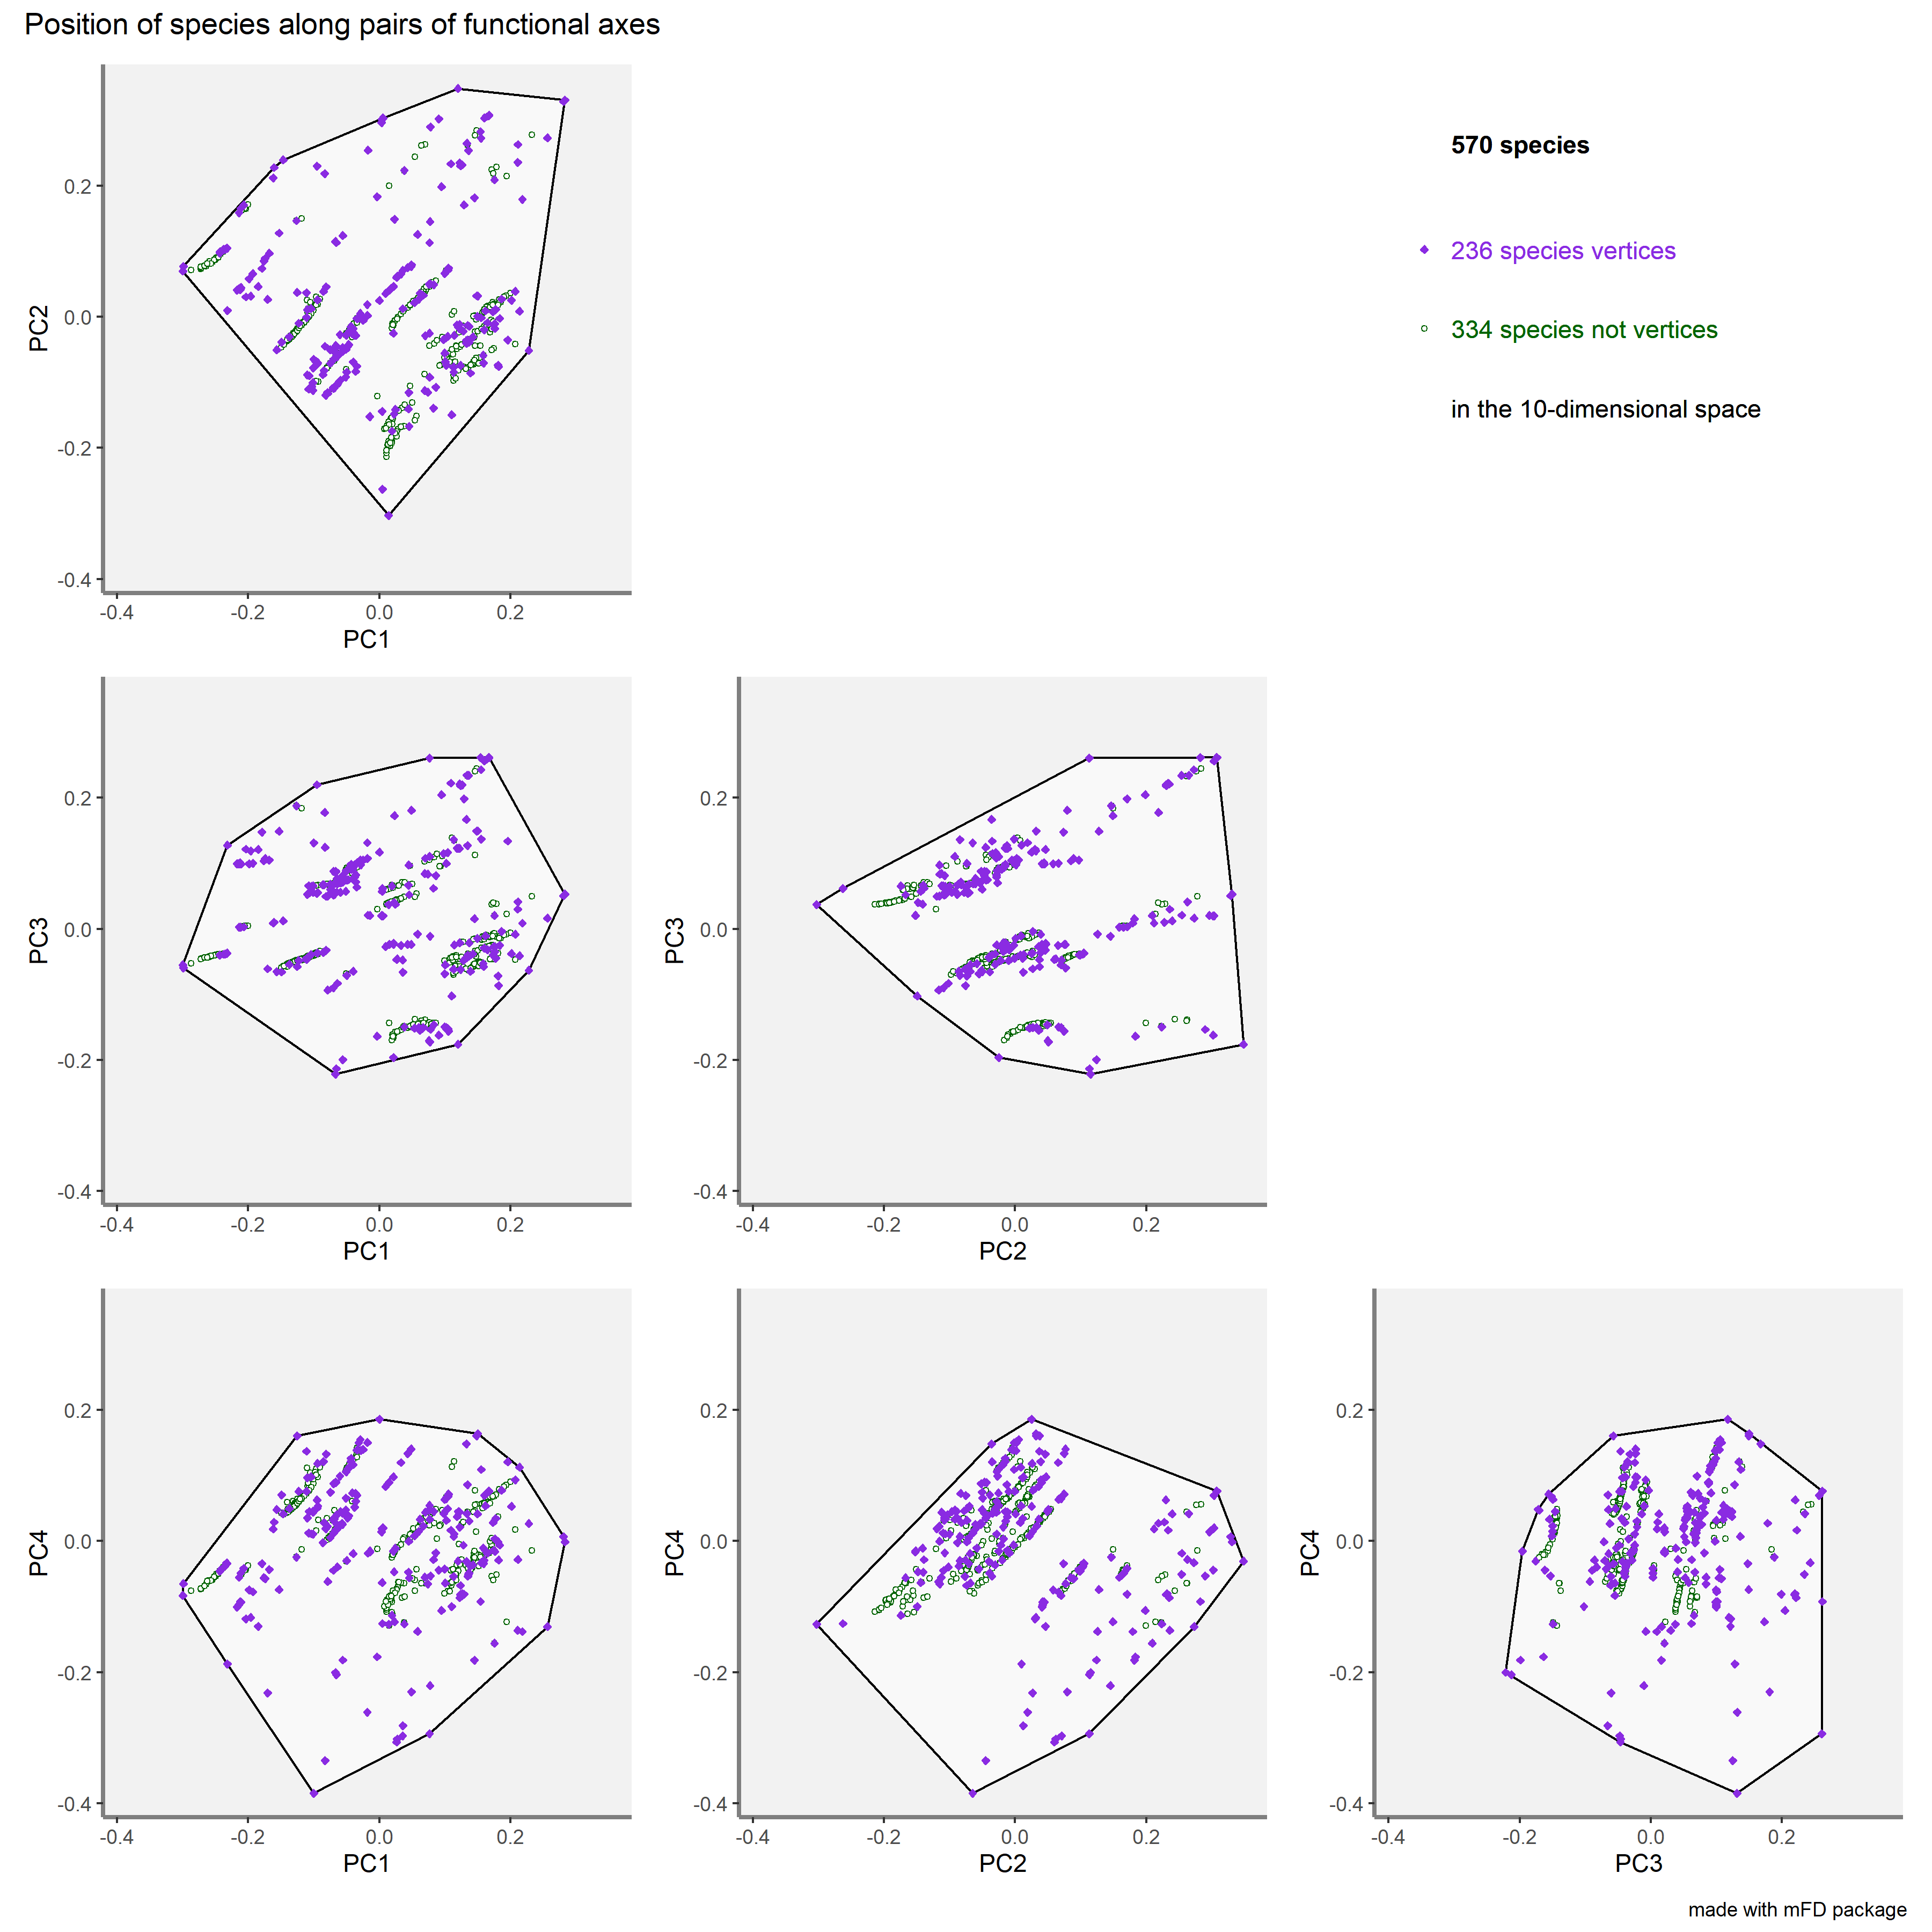 Position of species along pairs of functional axes
PC2
0.2
0.0
-0.2
-0.4
-0.4 -0.2 0.0 0.2
PC1
570 species
236 species vertices
334 species not vertices
in the 10-dimensional space
PC3
0.2
0.0
-0.2
-0.4
-0.4 -0.2 0.0 0.2
PC1
PC3
0.2
0.0
-0.2
-0.4
-0.4 -0.2 0.0 0.2
PC2
PC4
0.2
0.0
-0.2
-0.4
-0.4 -0.2 0.0 0.2
PC1
PC4
0.2
0.0
-0.2
-0.4
-0.4 -0.2 0.0 0.2
PC2
PC4
0.2
0.0
-0.2
-0.4
-0.4 -0.2 0.0 0.2
PC3
made with mFD package